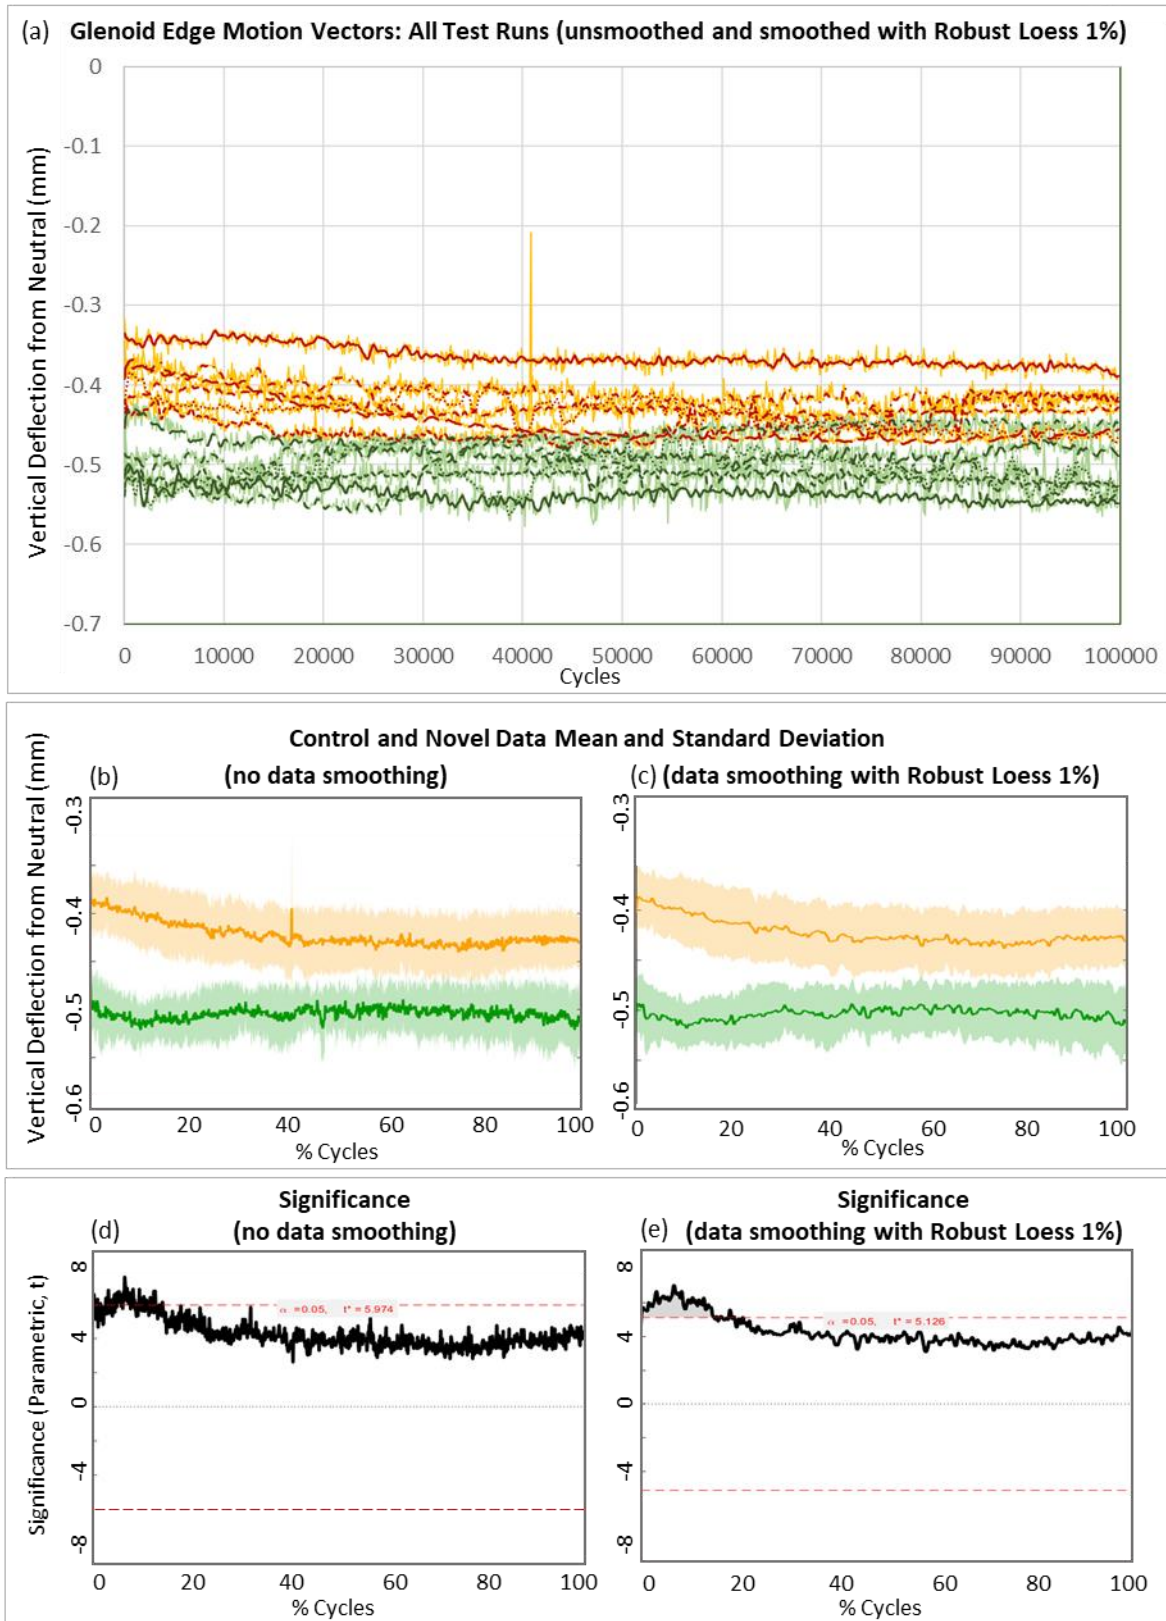 (a) Glenoid Edge Motion Vectors: All Test Runs (unsmoothed and smoothed with Robust Loess 1%)
Vertical Deflection from Neutral (mm)
0
-0.1
-0.2
-0.3
-0.4
-0.5
-0.6
-0.7
0 10000 20000 30000 40000 50000 60000 70000 80000 90000 100000
Cycles
Control and Novel Data Mean and Standard Deviation
(b) (no data smoothing)
(c) (data smoothing with Robust Loess 1%)
Vertical Deflection from Neutral (mm)
-0.3
-0.4
-0.5
-0.6
0 20 40 60 80 100
% Cycles
-0.3
-0.4
-0.5
-0.6
0 20 40 60 80 100
% Cycles
Significance
(d) (no data smoothing)
Significance
(e) (data smoothing with Robust Loess 1%)
Significance (Parametric, t)
8
4
0
-4
-8
α =0.05, t* = 5.974
0 20 40 60 80 100
% Cycles
8
4
0
-4
-8
α =0.05, t* = 5.126
0 20 40 60 80 100
% Cycles